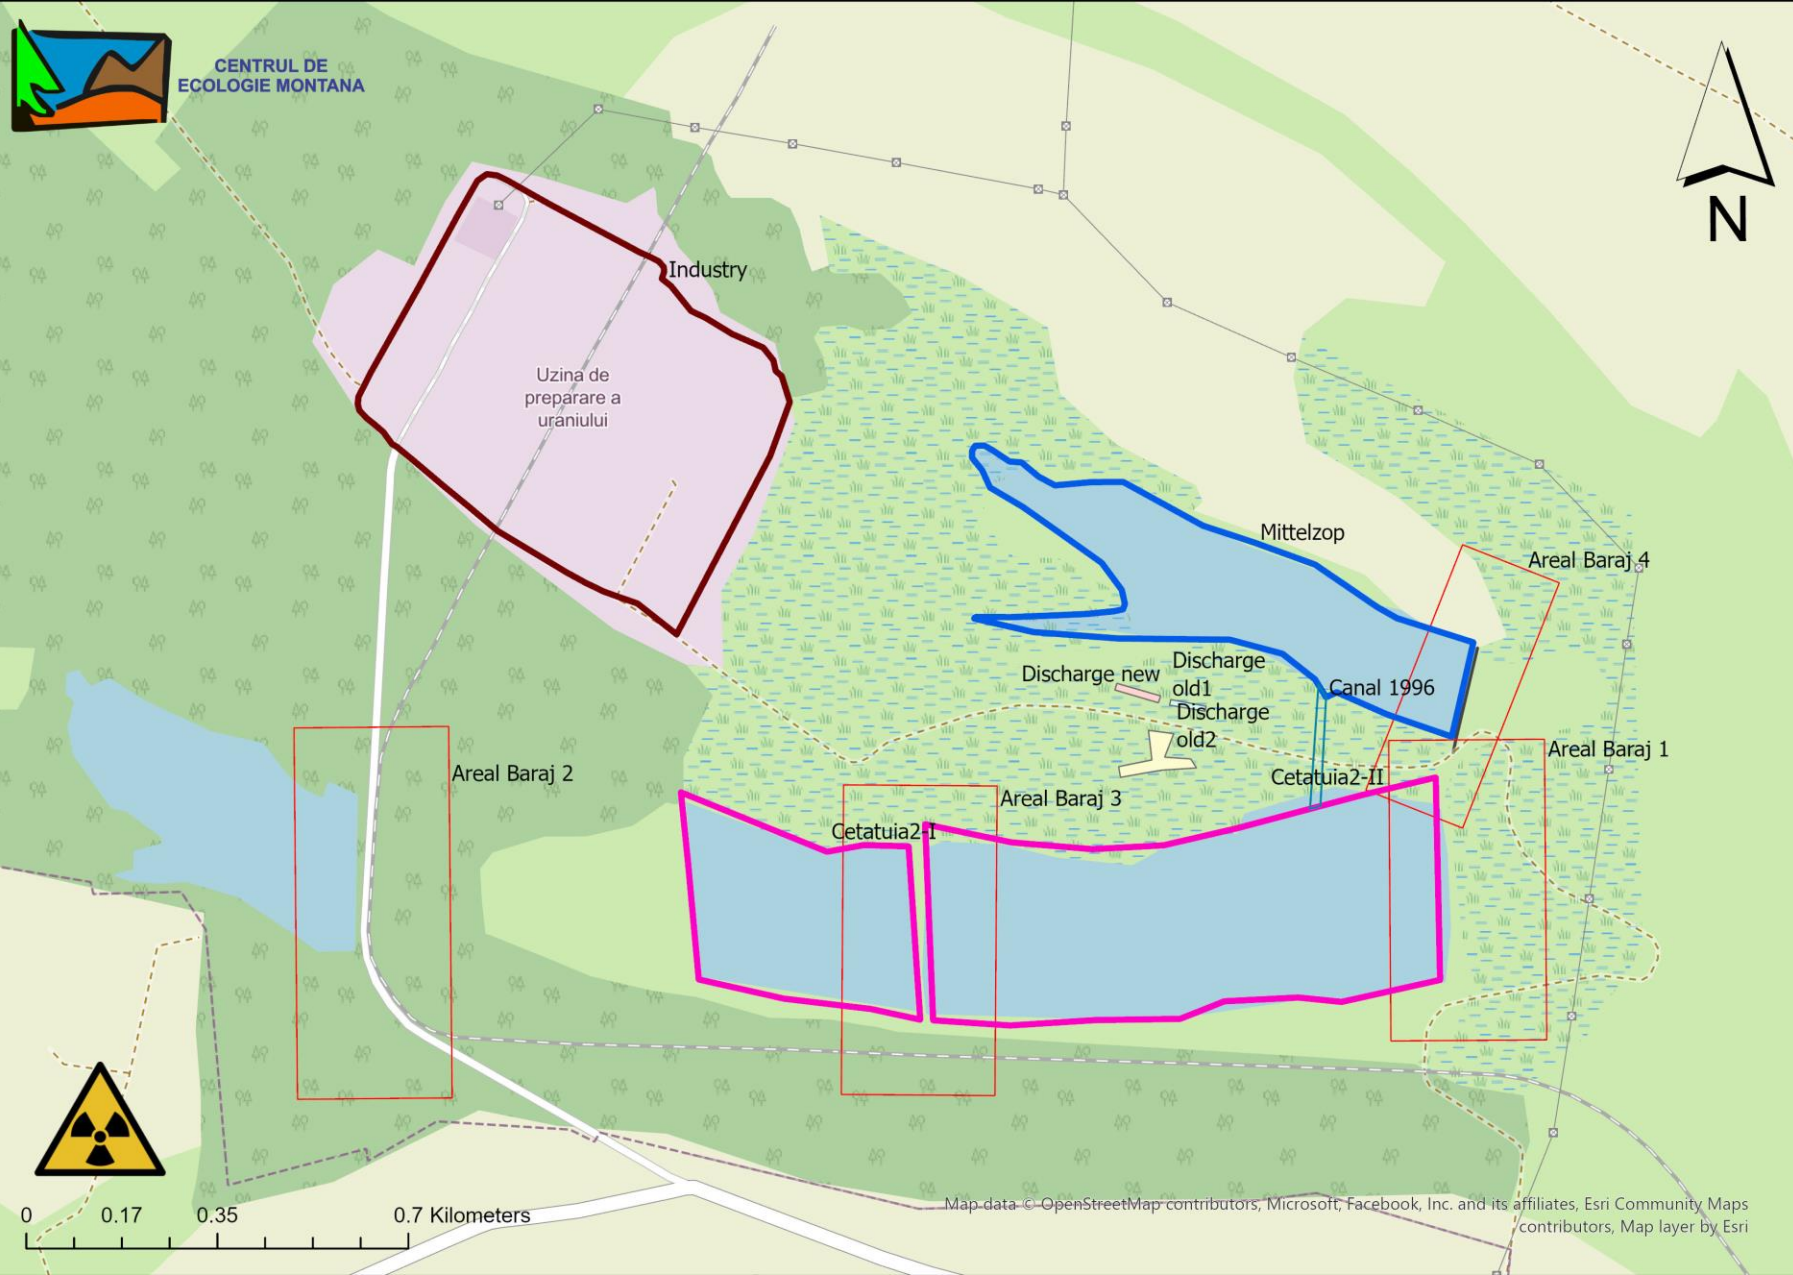 CENTRUL DE
ECOLOGIE MONTANA
N
Industry
Uzina de
preparare a
uraniului
Mittelzop
Areal Baraj 4
Discharge
old1
Discharge new
Canal 1996
Discharge
old2
Areal Baraj 1
Areal Baraj 2
Cetatuia2-II
Areal Baraj 3
Cetatuia2-I
0 0.17 0.35 0.7 Kilometers
Map data © OpenStreetMap contributors, Microsoft, Facebook, Inc. and its affiliates, Esri Community Maps
contributors, Map layer by Esri